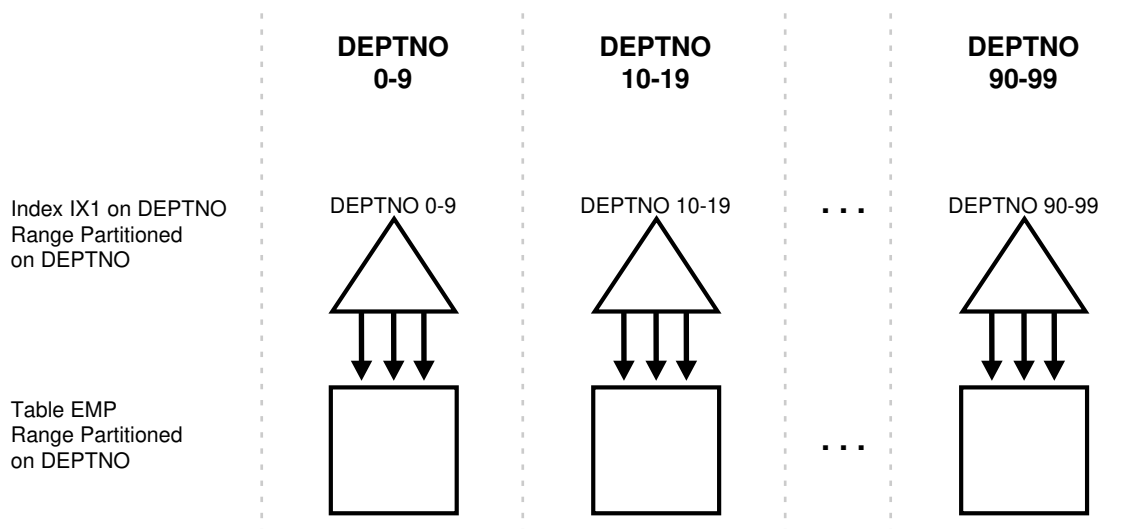 DEPTNO
0-9
DEPTNO
10-19
DEPTNO
90-99
Index IX1 on DEPTNO
Range Partitioned
on DEPTNO
DEPTNO 0-9
DEPTNO 10-19
. . .
DEPTNO 90-99
Table EMP
Range Partitioned
on DEPTNO
. . .